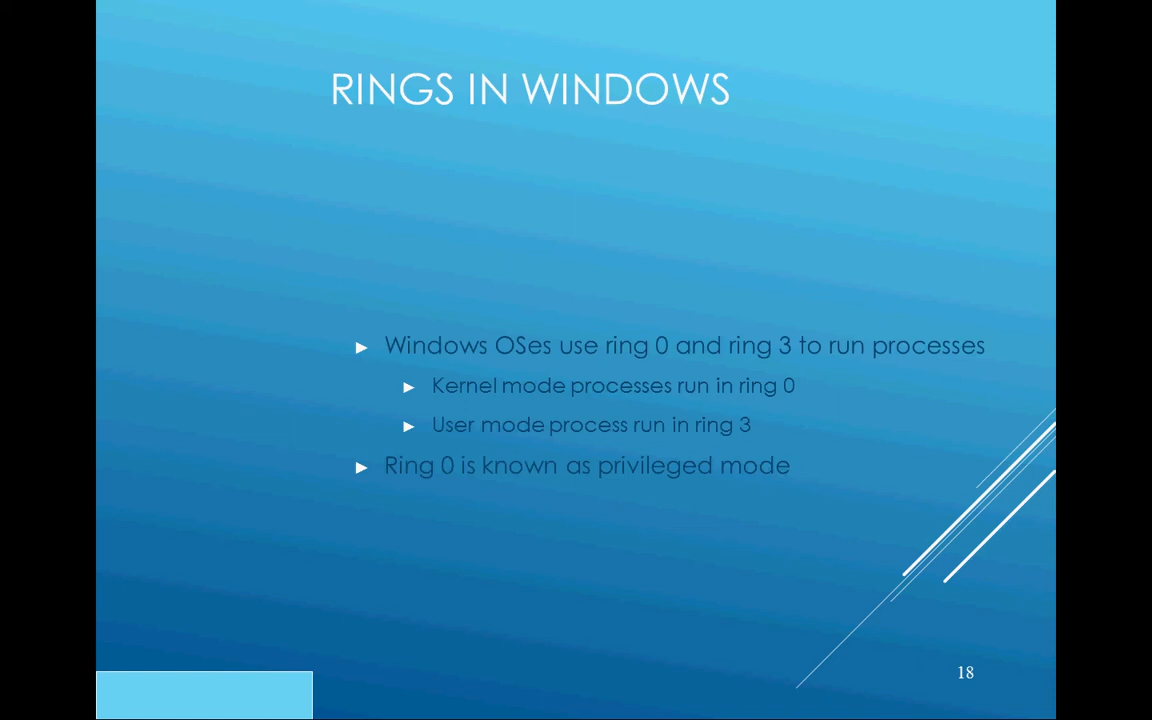 RINGS IN WINDOWS
Windows OSes use ring 0 and ring 3 to run processes
Kernel mode processes run in ring 0
User mode process run in ring 3
Ring 0 is known as privileged mode
18